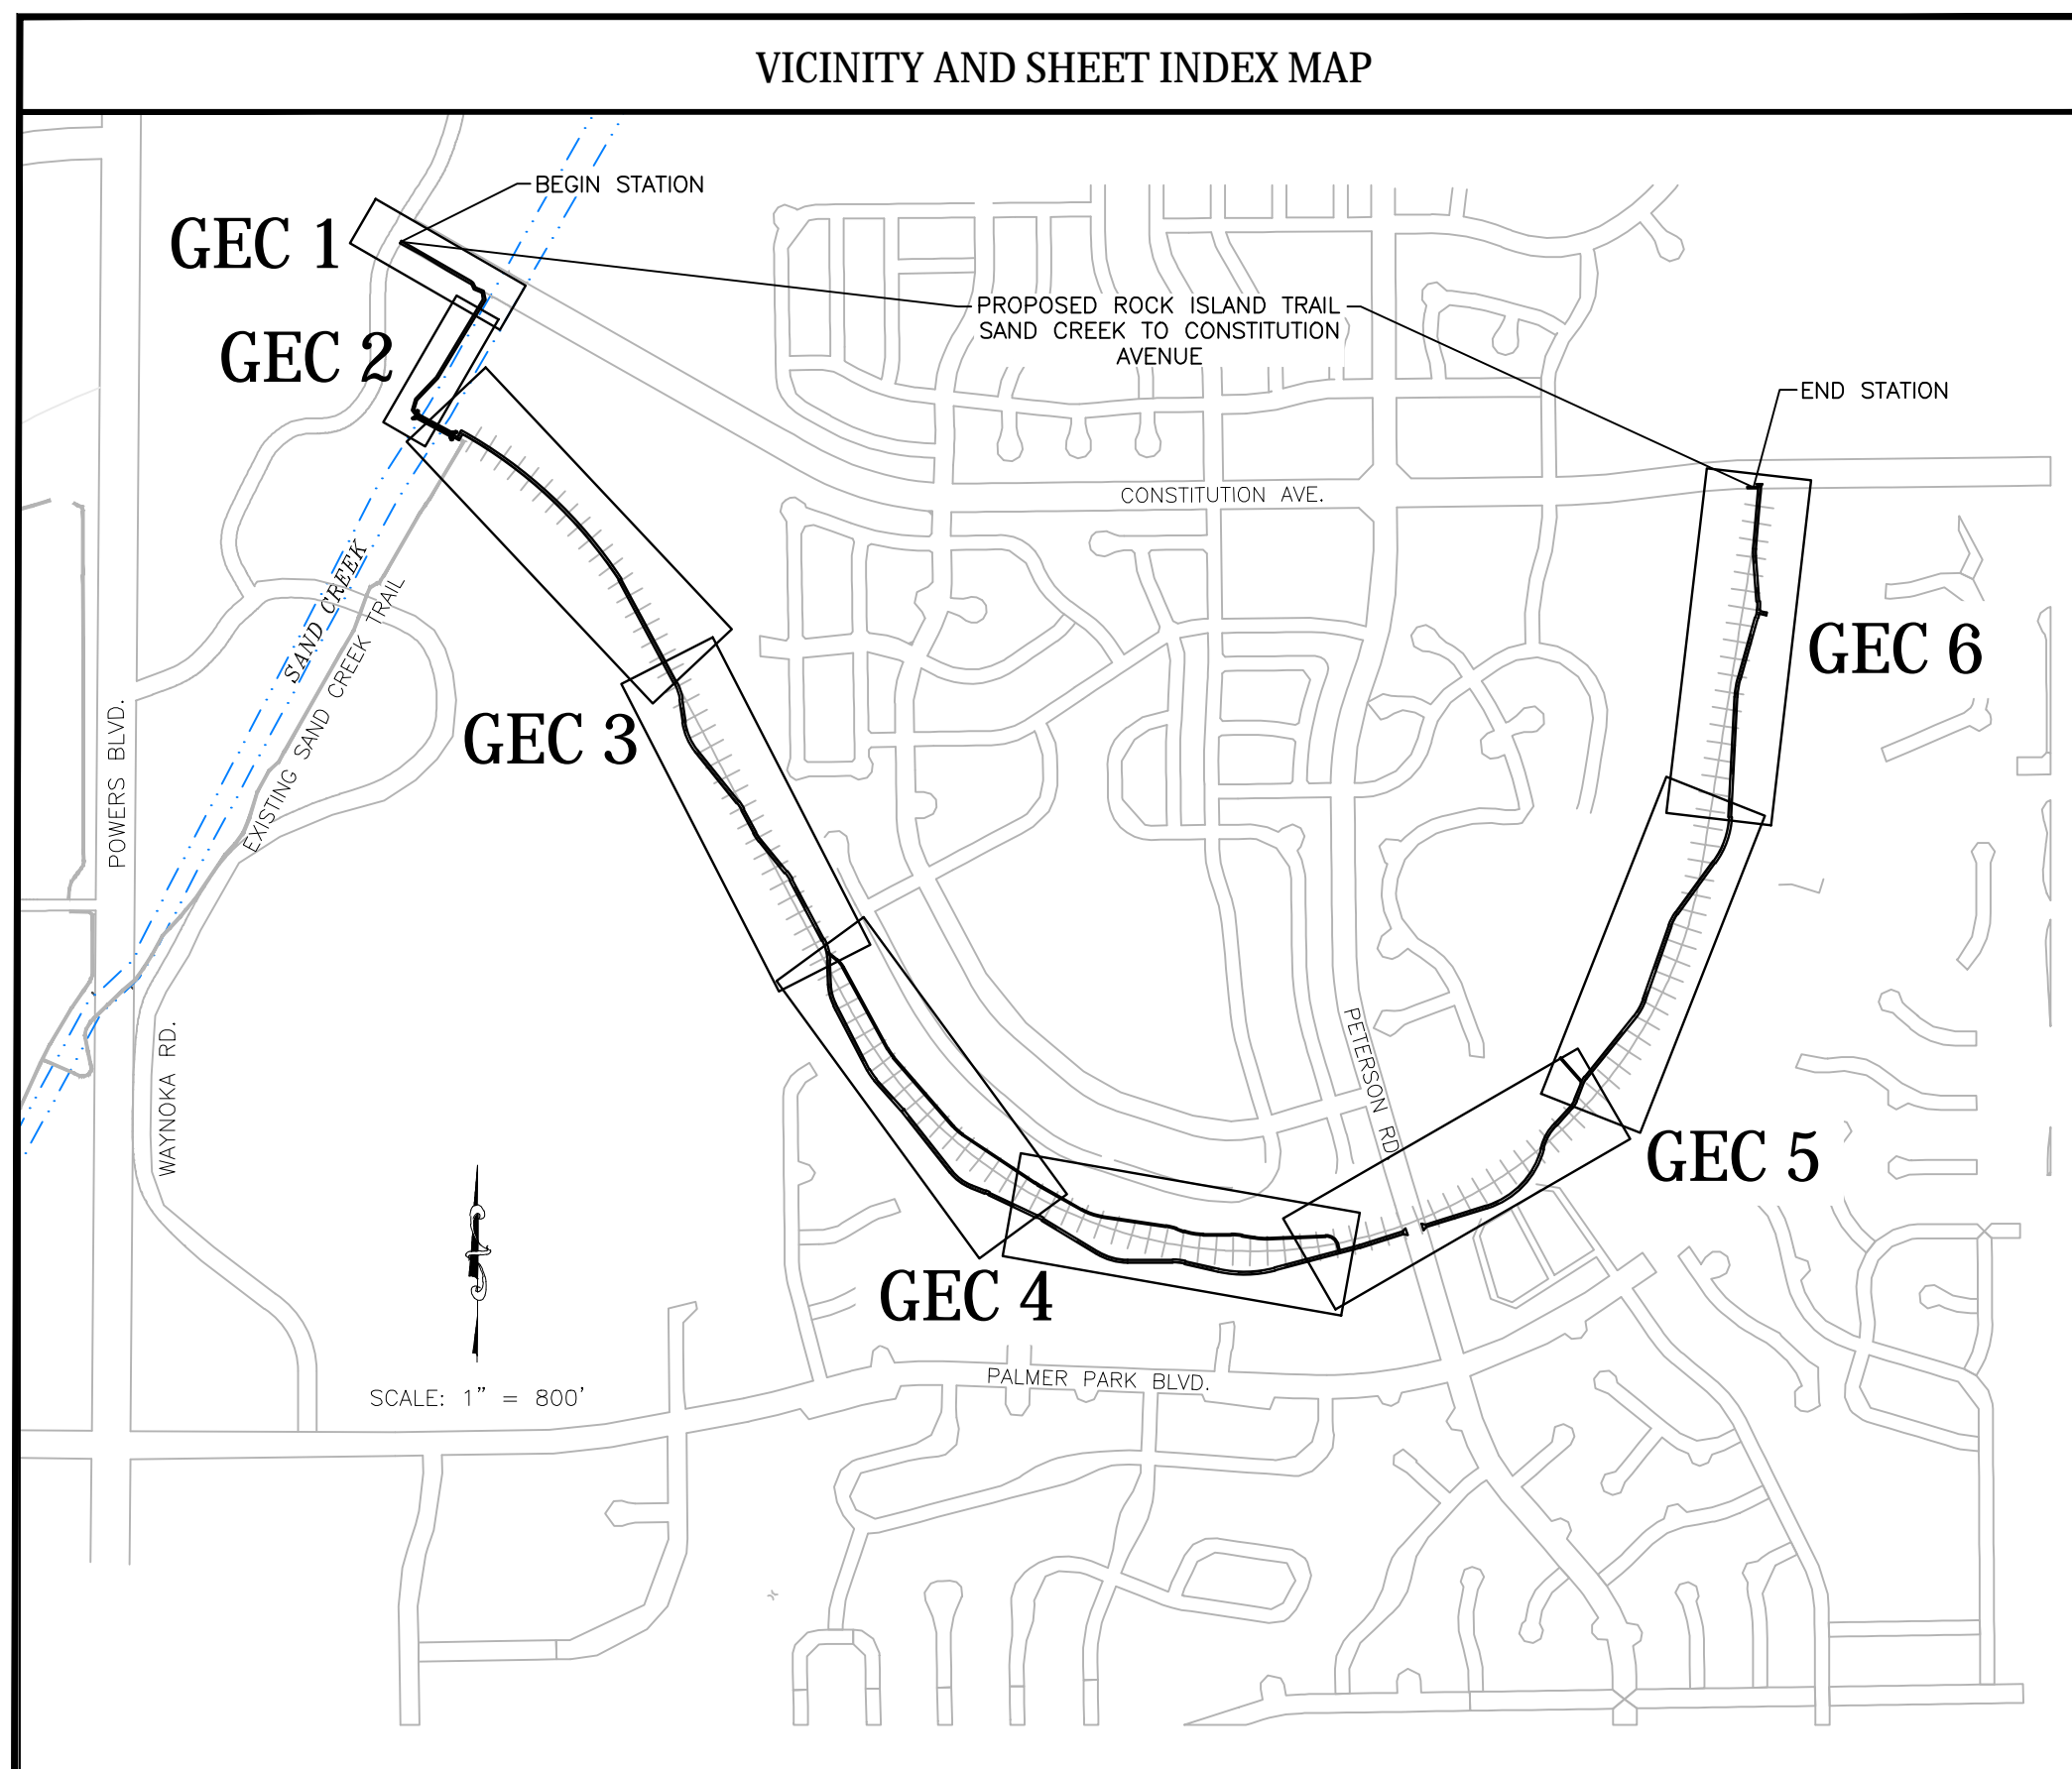 VICINITY AND SHEET INDEX MAP
BEGIN STATION
GEC 1
PROPOSED ROCK ISLAND TRAIL
SAND CREEK TO CONSTITUTION
AVENUE
GEC 2
END STATION
CONSTITUTION AVE.
SAND CREEK
EXISTING SAND CREEK TRAIL
GEC 6
POWERS BLVD.
GEC 3
WAYNOKA RD.
PETERSON RD
GEC 5
GEC 4
PALMER PARK BLVD.
SCALE: 1" = 800'